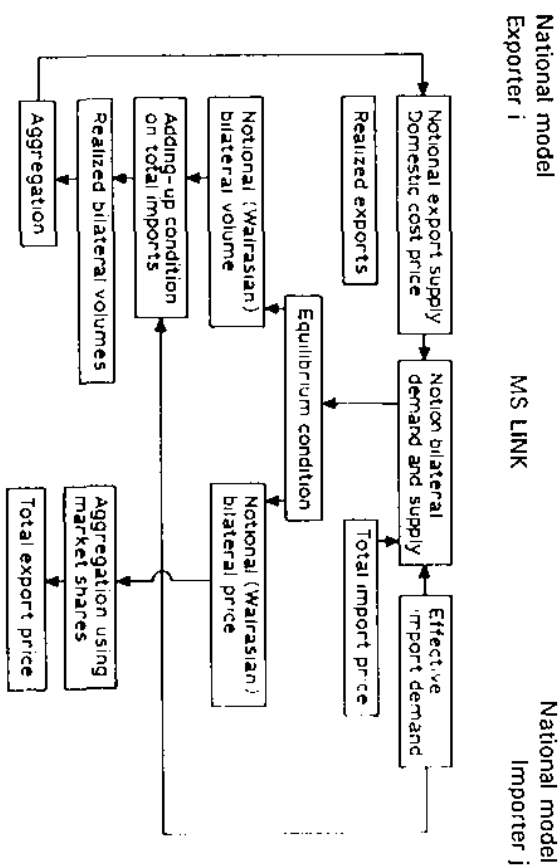 National model
Exporter i
MS LINK
National model
Importer j
Notional export supply
Domestic cost price
Notion bilateral
demand and supply
Effective
import demand
Realized exports
Total import price
Equilibrium condition
Notional (Walrasian)
bilateral volume
Notional (Walrasian)
bilateral price
Adding-up condition
on total imports
Aggregation using
market shares
Realized bilateral volumes
Total export price
Aggregation